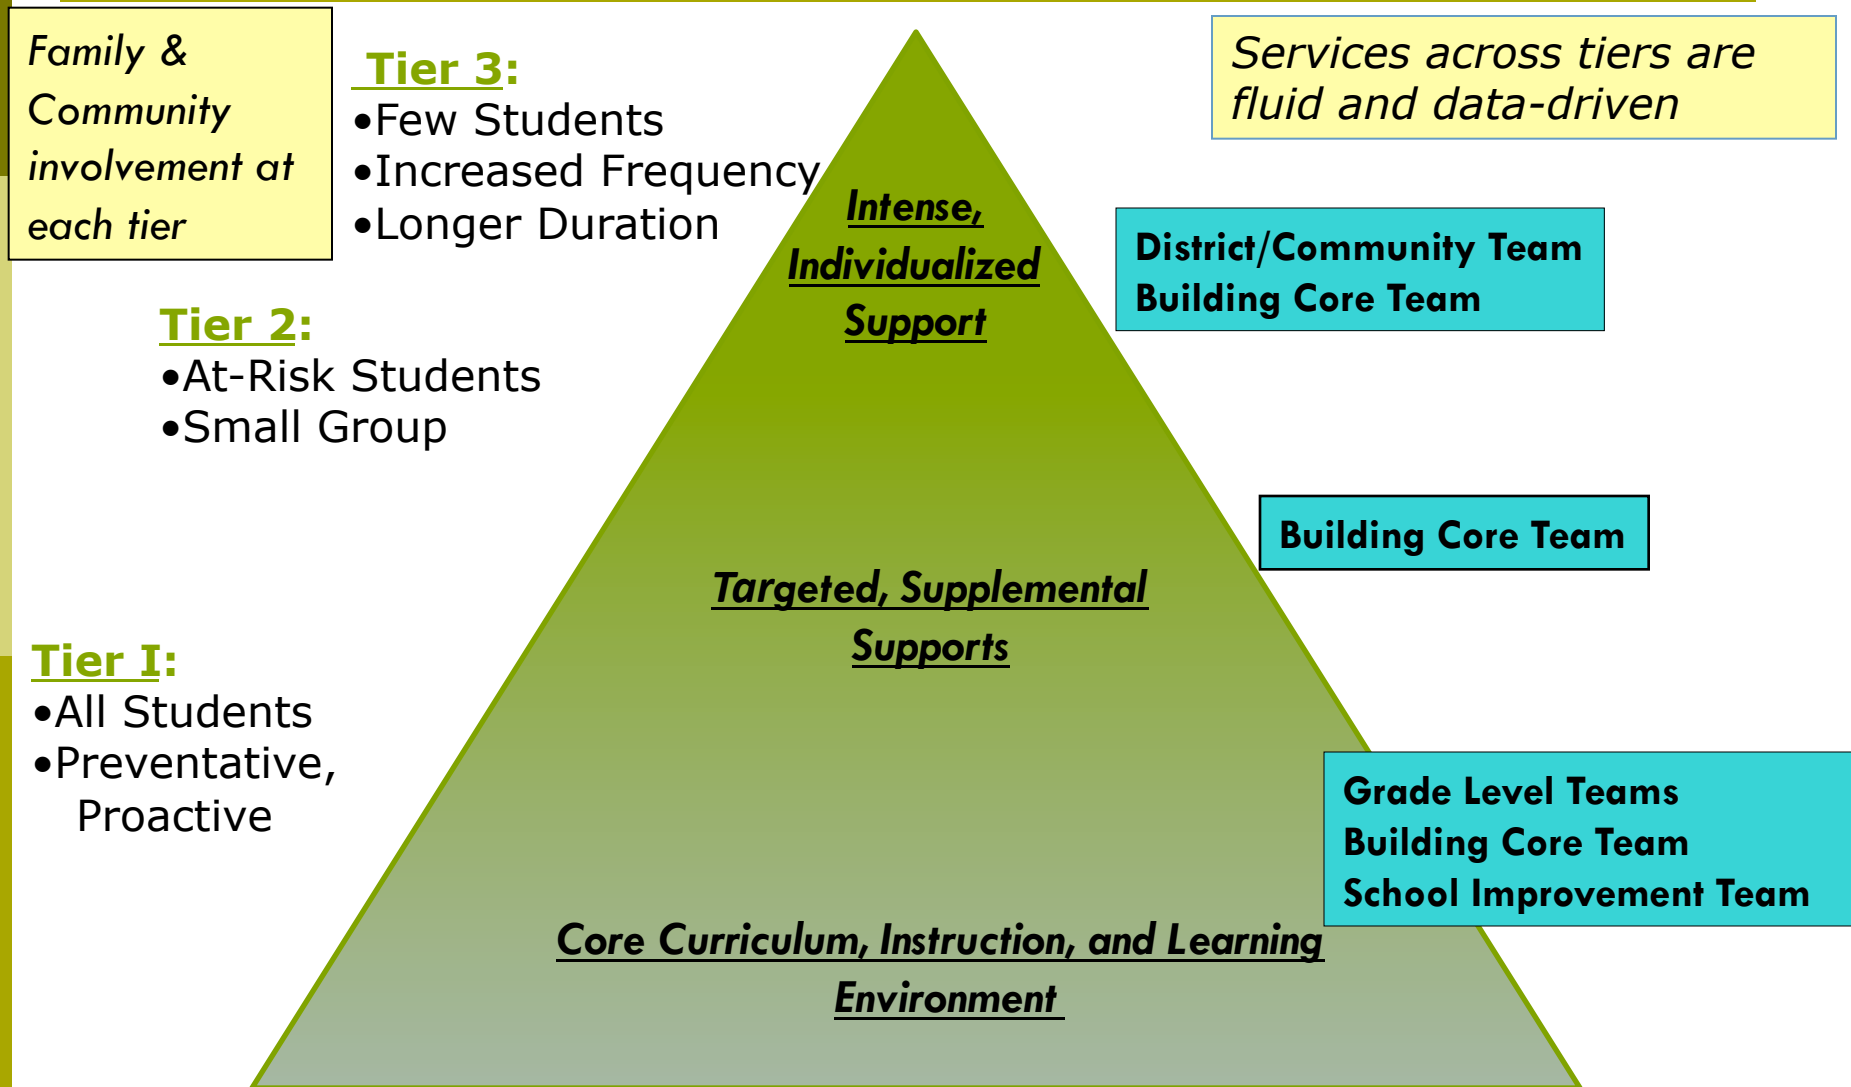 Family &
Community
involvement at
each tier
Tier 3:
•Few Students
•Increased Frequency
•Longer Duration
Services across tiers are
fluid and data-driven
Intense,
Individualized
Support
District/Community Team
Building Core Team
Tier 2:
•At-Risk Students
•Small Group
Building Core Team
Targeted, Supplemental
Supports
Tier I:
•All Students
•Preventative,
Proactive
Grade Level Teams
Building Core Team
School Improvement Team
Core Curriculum, Instruction, and Learning
Environment